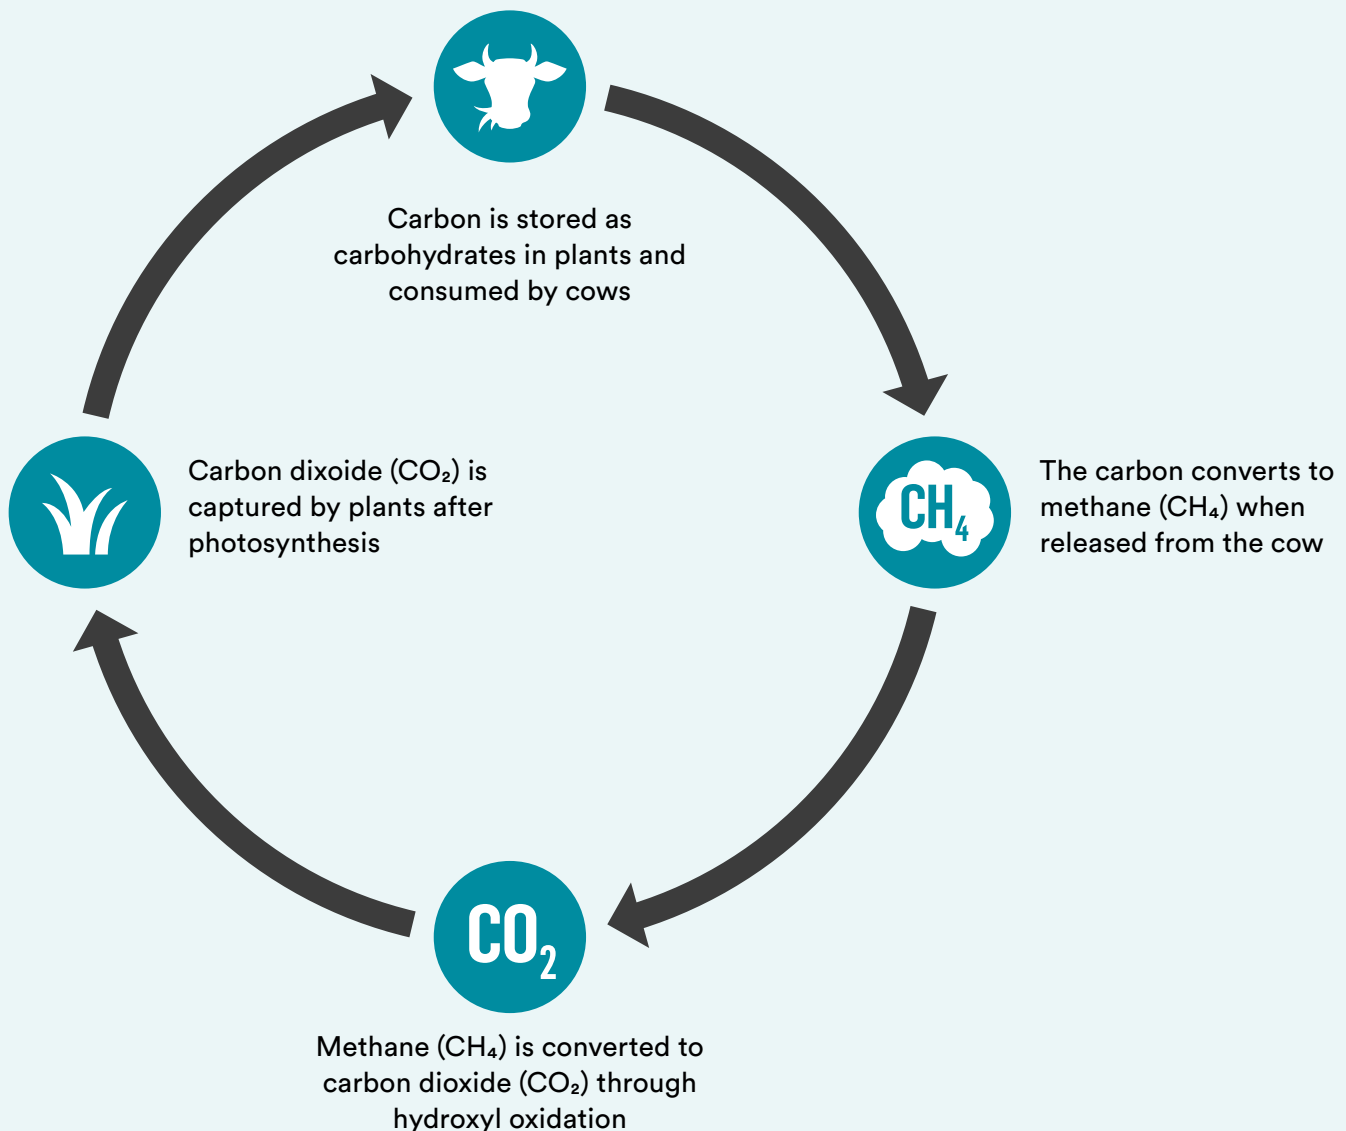 Carbon is stored as
carbohydrates in plants and
consumed by cows
CH₄
The carbon converts to
methane (CH₄) when
released from the cow
CO₂
Methane (CH₄) is converted to
carbon dioxide (CO₂) through
hydroxyl oxidation
Carbon dixoide (CO₂) is
captured by plants after
photosynthesis